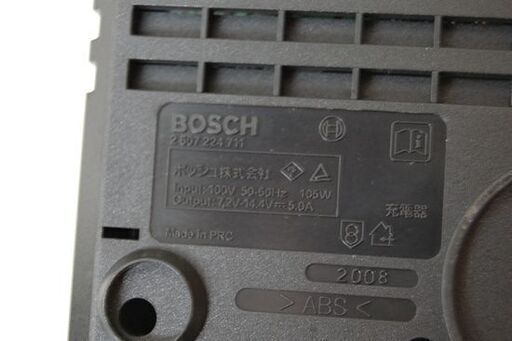 BOSCH
2 607 224 711
ボッシュ株式会社
Input: 100V 50-60Hz 105W
Output: 7.2V-14.4V⎓5.0A
充電器
Made in PRC
2008
>ABS<